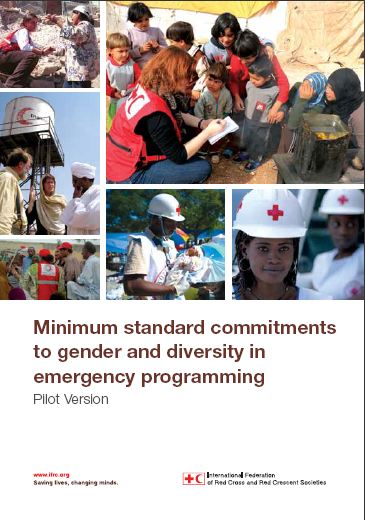 Minimum standard commitments
to gender and diversity in
emergency programming
Pilot Version
www.ifrc.org
Saving lives, changing minds.
International Federation
of Red Cross and Red Crescent Societies